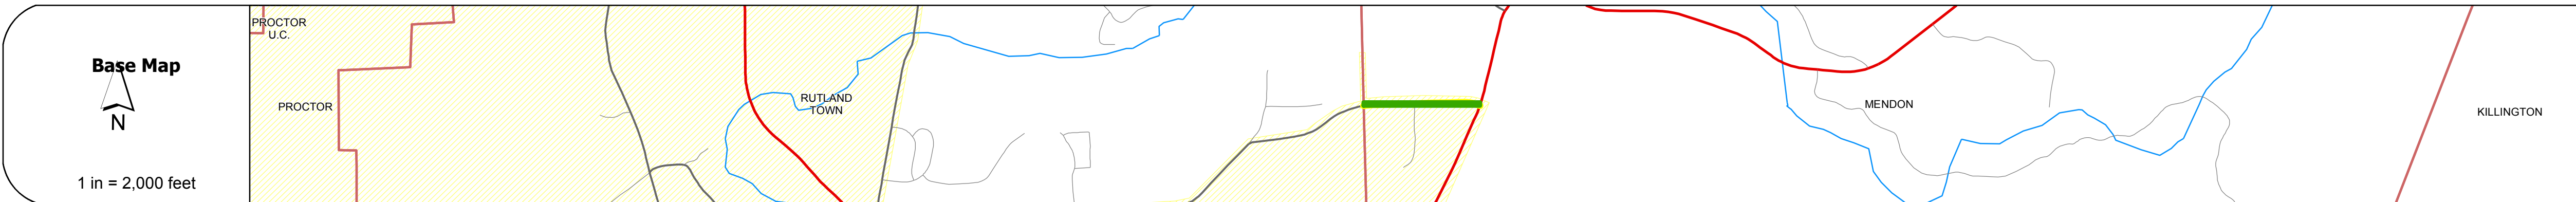 Base Map
N
1 in = 2,000 feet
PROCTOR
U.C.
PROCTOR
RUTLAND
TOWN
MENDON
KILLINGTON